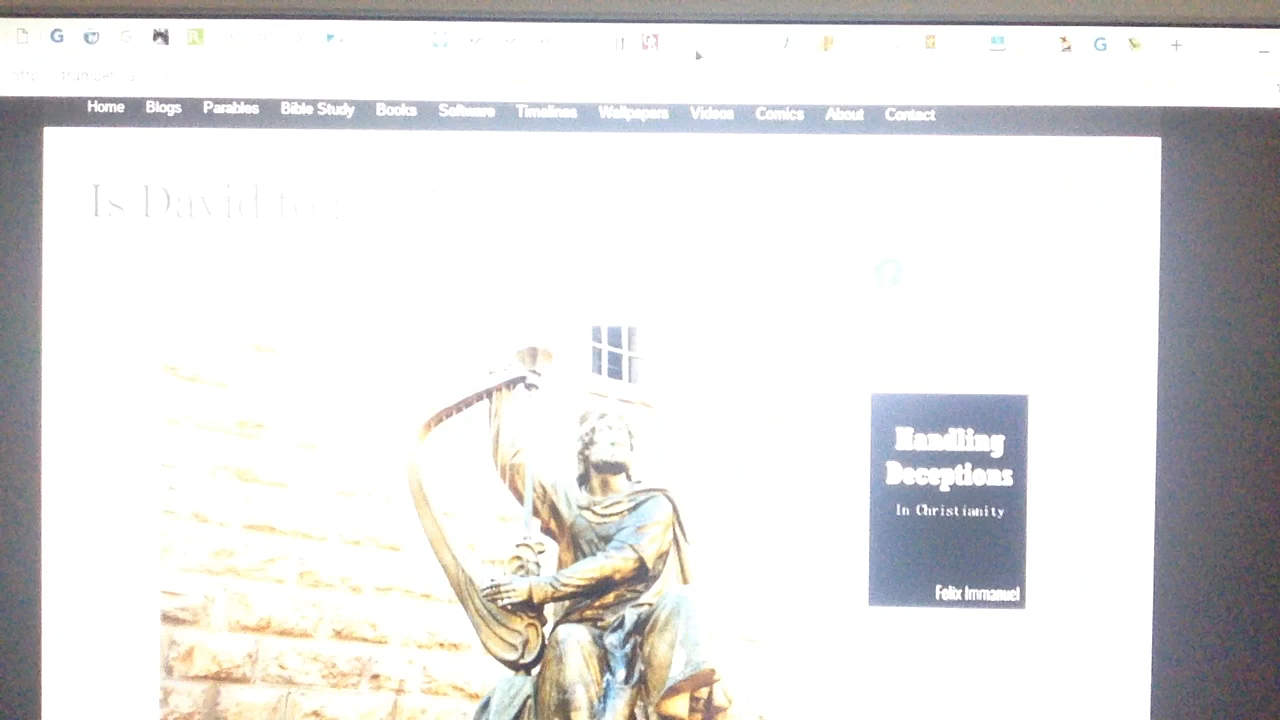 Home Blogs Parables Bible Study Books Software Timelines Wallpapers Videos Comics About Contact
Is David
Handling
Deceptions
In Christianity
Felix Immanuel